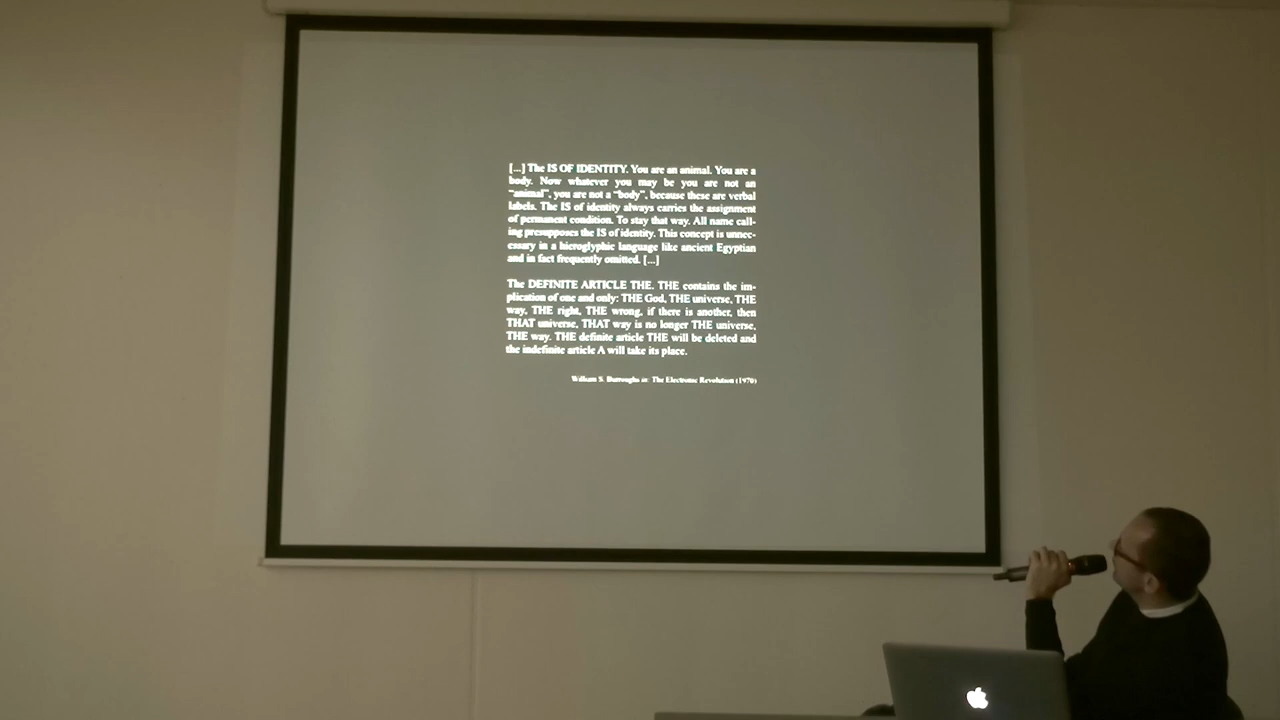 [...] The IS OF IDENTITY. You are an animal. You are a
body. Now whatever you may be you are not an
"animal", you are not a "body", because these are verbal
labels. The IS of identity always carries the assignment
of permanent condition. To stay that way. All name call-
ing presupposes the IS of identity. This concept is unnec-
essary in a hieroglyphic language like ancient Egyptian
and in fact frequently omitted. [...]
The DEFINITE ARTICLE THE. THE contains the im-
plication of one and only: THE God, THE universe, THE
way, THE right, THE wrong, if there is another, then
THAT universe, THAT way is no longer THE universe,
THE way. THE definite article THE will be deleted and
the indefinite article A will take its place.
William S. Burroughs in: The Electronic Revolution (1970)